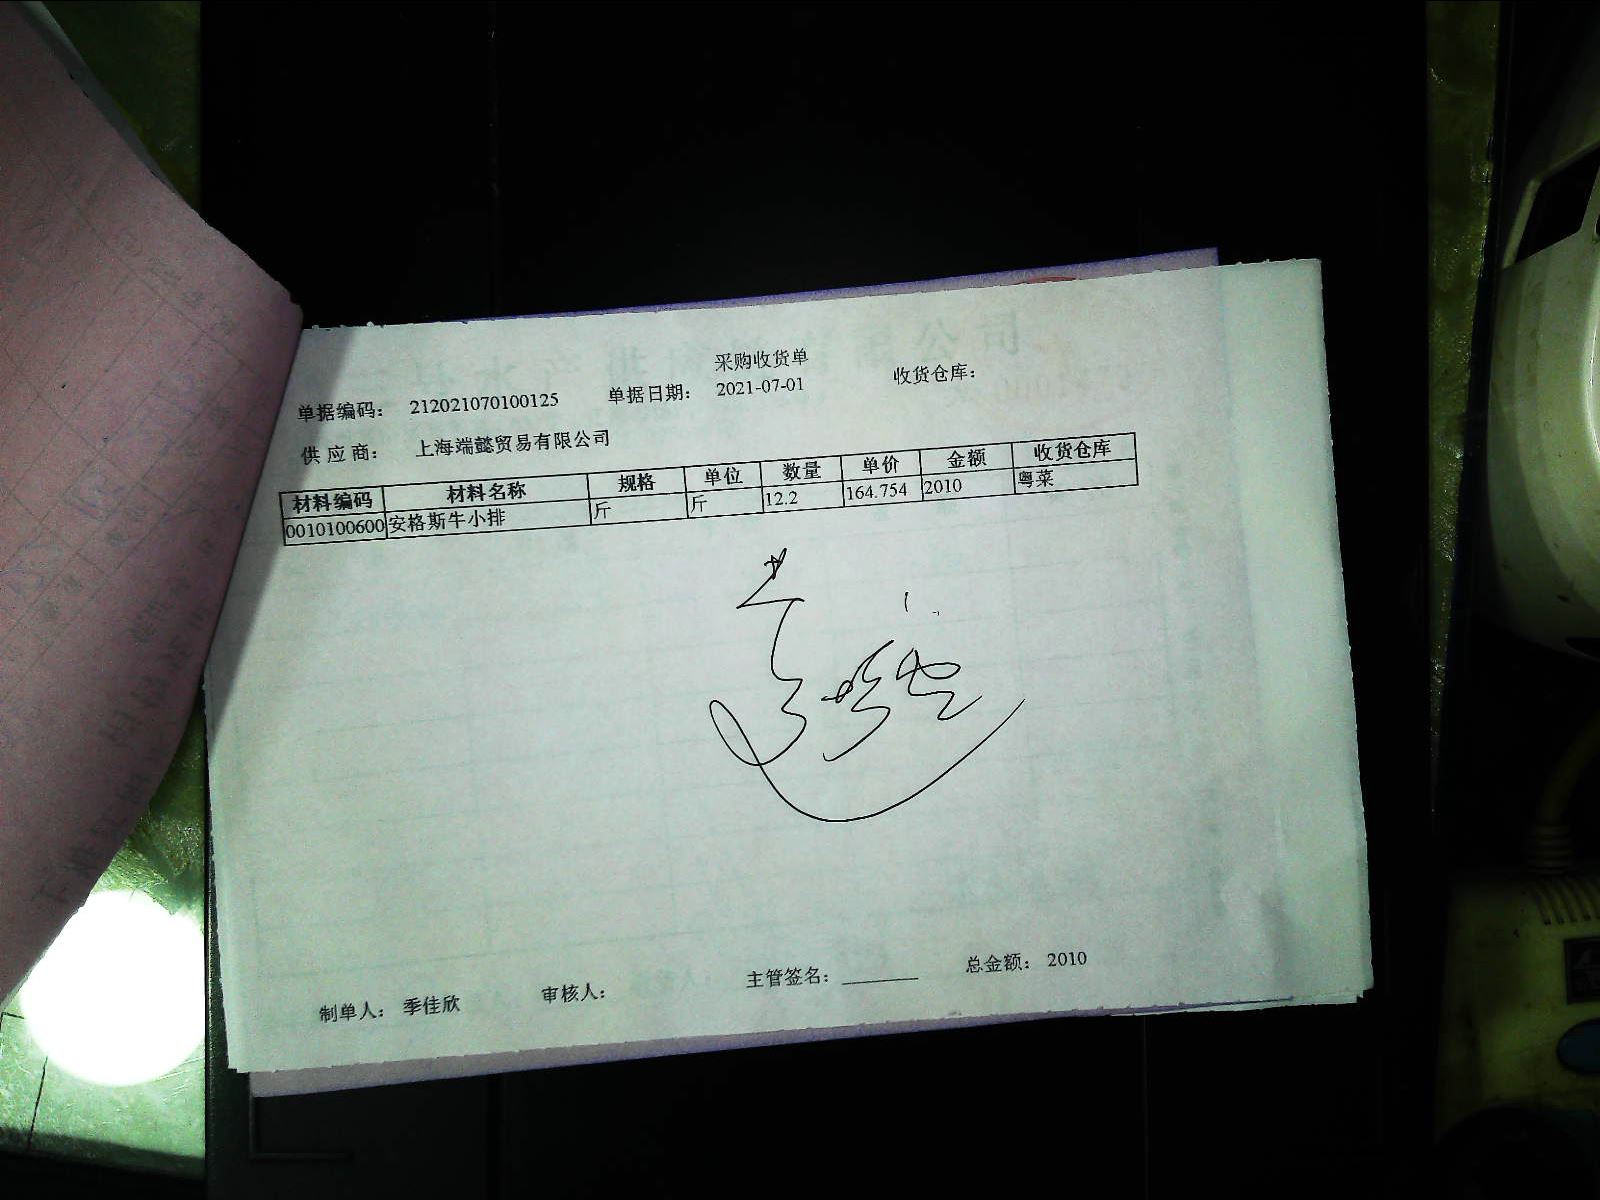 采购收货单
单据编码： 212021070100125 单据日期： 2021-07-01 收货仓库：
供 应 商： 上海端懿贸易有限公司
材料编码 材料名称 规格 单位 数量 单价 金额 收货仓库
0010100600 安格斯牛小排 斤 斤 12.2 164.754 2010 粤菜
制单人： 季佳欣 审核人： 主管签名：________ 总金额： 2010